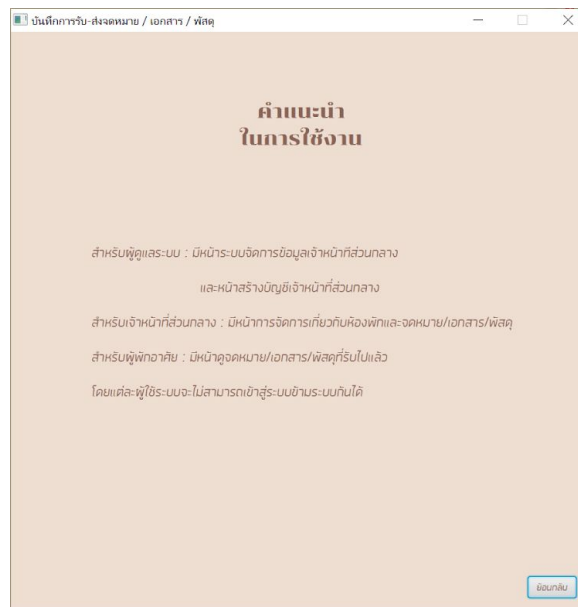 บันทึกการรับ-ส่งจดหมาย / เอกสาร / พัสดุ
คำแนะนำ
ในการใช้งาน
สำหรับผู้ดูแลระบบ : มีหน้าระบบจัดการข้อมูลเจ้าหน้าที่ส่วนกลาง
และหน้าสร้างบัญชีเจ้าหน้าที่ส่วนกลาง
สำหรับเจ้าหน้าที่ส่วนกลาง : มีหน้าการจัดการเกี่ยวกับห้องพักและจดหมาย/เอกสาร/พัสดุ
สำหรับผู้พักอาศัย : มีหน้าดูจดหมาย/เอกสาร/พัสดุที่รับไปแล้ว
โดยแต่ละผู้ใช้ระบบจะไม่สามารถเข้าสู่ระบบข้ามระบบกันได้
ย้อนกลับ